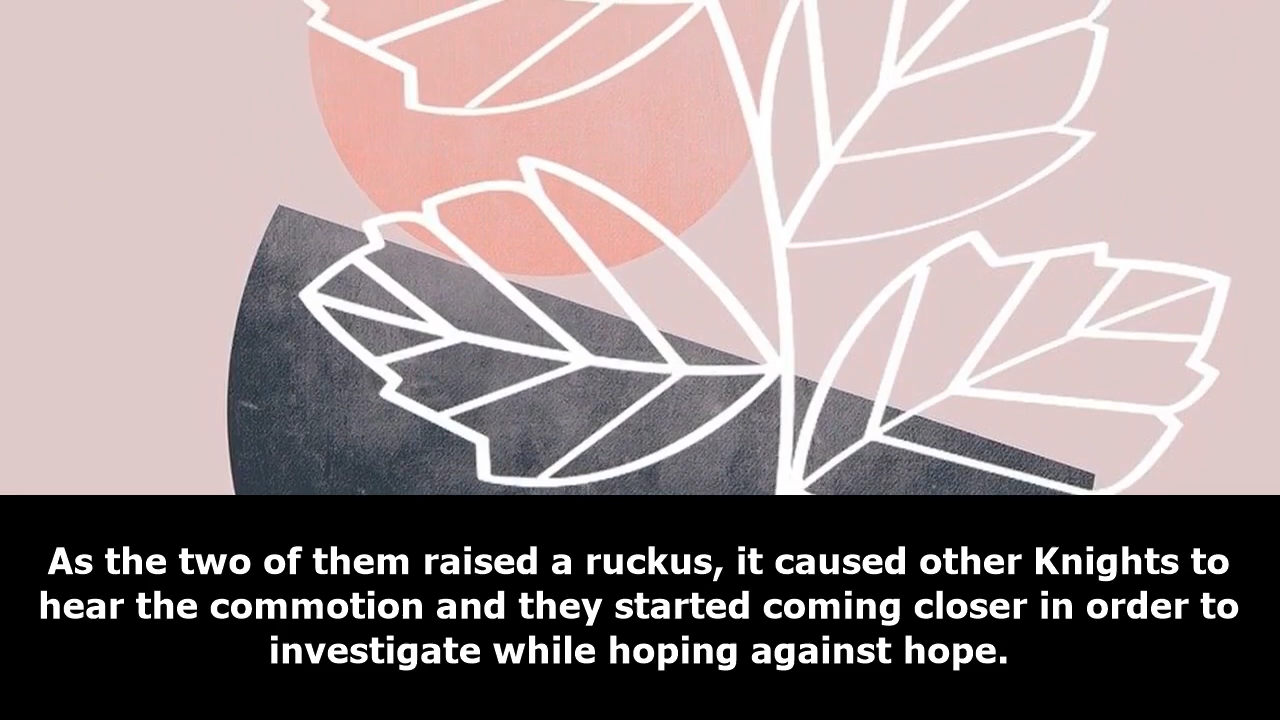 As the two of them raised a ruckus, it caused other Knights to
hear the commotion and they started coming closer in order to
investigate while hoping against hope.